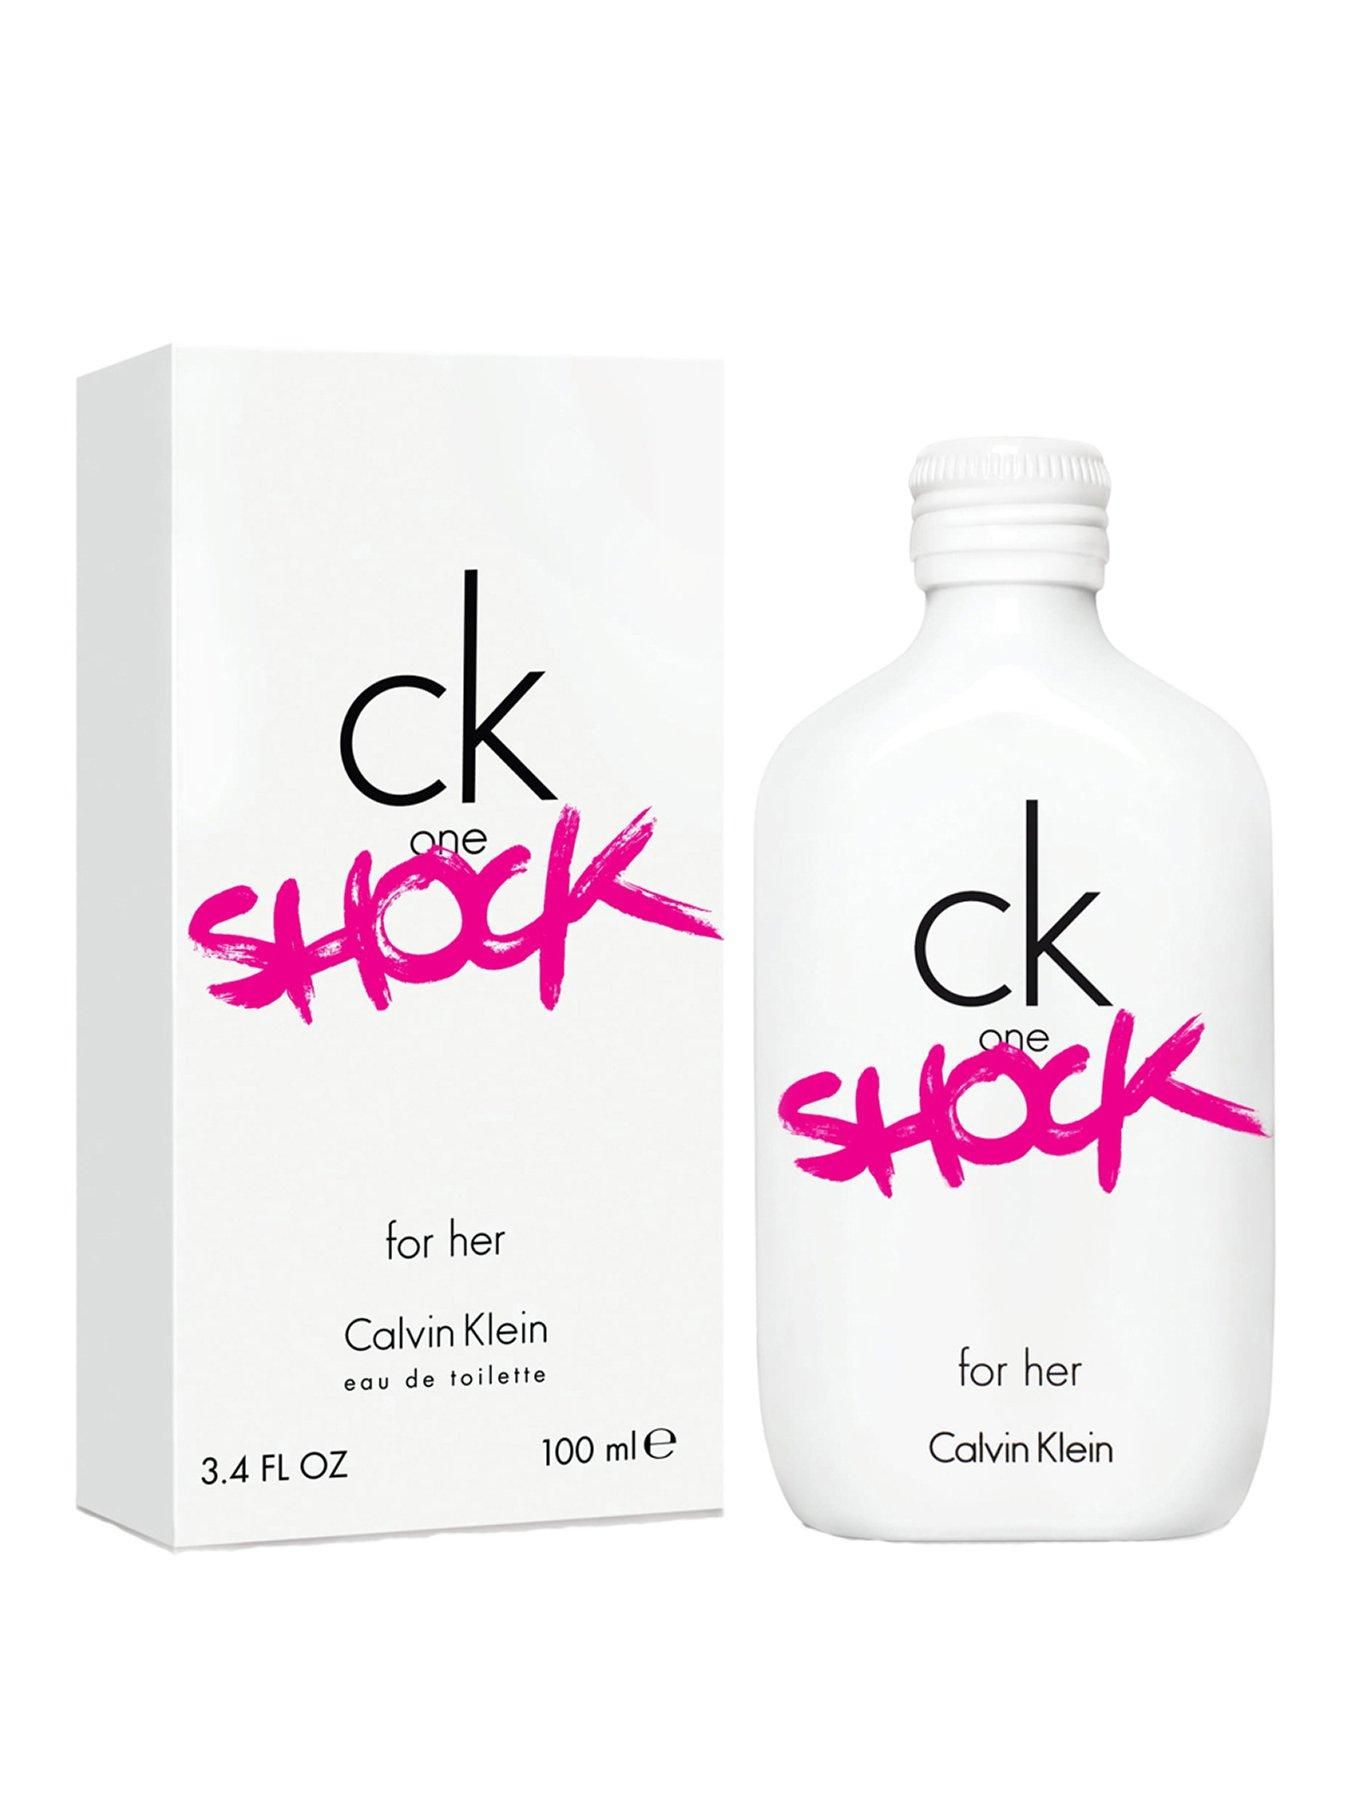 ck
one
SHOCK
for her
Calvin Klein
eau de toilette
3.4 FL OZ 100 ml ℮
ck
one
SHOCK
for her
Calvin Klein